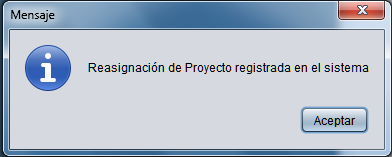 Mensaje
Reasignación de Proyecto registrada en el sistema
Aceptar